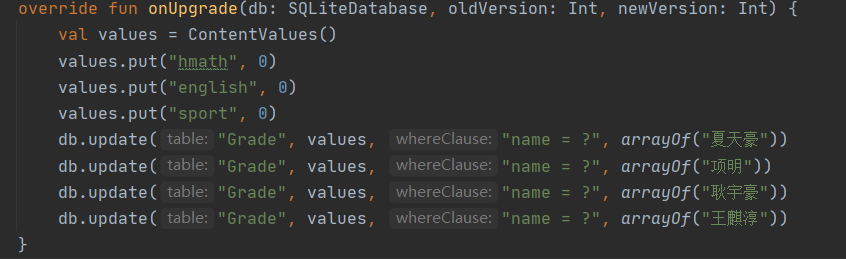 override fun onUpgrade(db: SQLiteDatabase, oldVersion: Int, newVersion: Int) {
val values = ContentValues()
values.put("hmath", 0)
values.put("english", 0)
values.put("sport", 0)
db.update( table: "Grade", values, whereClause: "name = ?", arrayOf("夏天豪"))
db.update( table: "Grade", values, whereClause: "name = ?", arrayOf("项明"))
db.update( table: "Grade", values, whereClause: "name = ?", arrayOf("耿宇豪"))
db.update( table: "Grade", values, whereClause: "name = ?", arrayOf("王麒淳"))
}